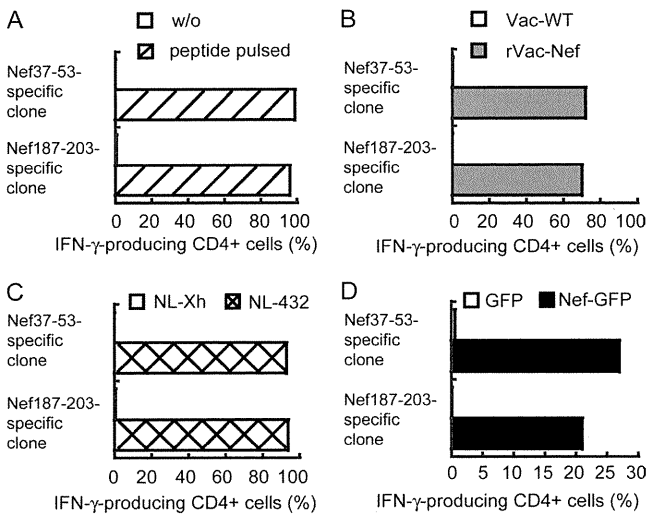 A
w/o
peptide pulsed
Nef37-53-
specific
clone
Nef187-203-
specific
clone
0 20 40 60 80 100
IFN-γ-producing CD4+ cells (%)
B
Vac-WT
rVac-Nef
Nef37-53-
specific
clone
Nef187-203-
specific
clone
0 20 40 60 80 100
IFN-γ-producing CD4+ cells (%)
C
NL-Xh NL-432
Nef37-53-
specific
clone
Nef187-203-
specific
clone
0 20 40 60 80 100
IFN-γ-producing CD4+ cells (%)
D
GFP Nef-GFP
Nef37-53-
specific
clone
Nef187-203-
specific
clone
0 5 10 15 20 25 30
IFN-γ-producing CD4+ cells (%)